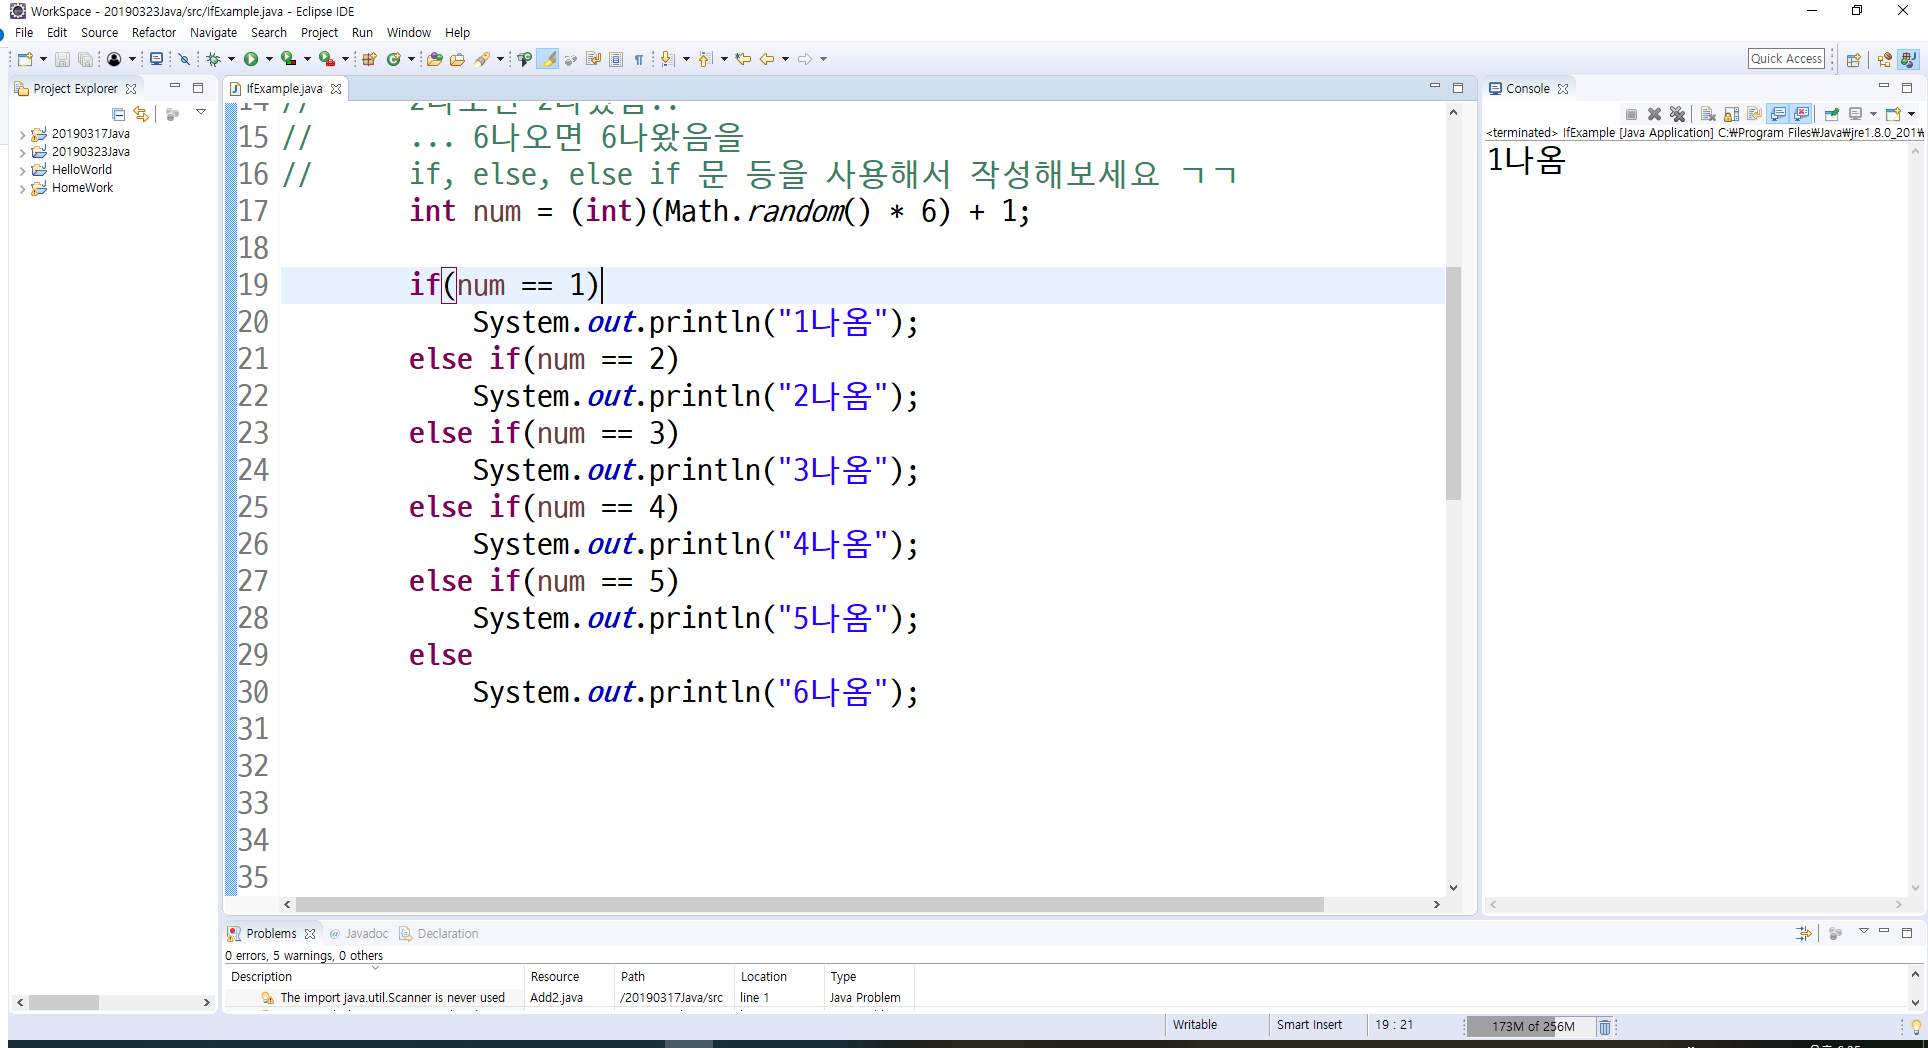 WorkSpace - 20190323Java/src/IfExample.java - Eclipse IDE
File Edit Source Refactor Navigate Search Project Run Window Help
Quick Access
Project Explorer
20190317Java
20190323Java
HelloWorld
HomeWork
IfExample.java
14 // 2나오면 2나왔음..
15 // ... 6나오면 6나왔음을
16 // if, else, else if 문 등을 사용해서 작성해보세요 ㄱㄱ
17 int num = (int)(Math.random() * 6) + 1;
18
19 if(num == 1)
20 System.out.println("1나옴");
21 else if(num == 2)
22 System.out.println("2나옴");
23 else if(num == 3)
24 System.out.println("3나옴");
25 else if(num == 4)
26 System.out.println("4나옴");
27 else if(num == 5)
28 System.out.println("5나옴");
29 else
30 System.out.println("6나옴");
31
32
33
34
35
Console
<terminated> IfExample [Java Application] C:₩Program Files₩Java₩jre1.8.0_201₩
1나옴
Problems @ Javadoc Declaration
0 errors, 5 warnings, 0 others
Description Resource Path Location Type
The import java.util.Scanner is never used Add2.java /20190317Java/src line 1 Java Problem
Writable Smart Insert 19 : 21 173M of 256M